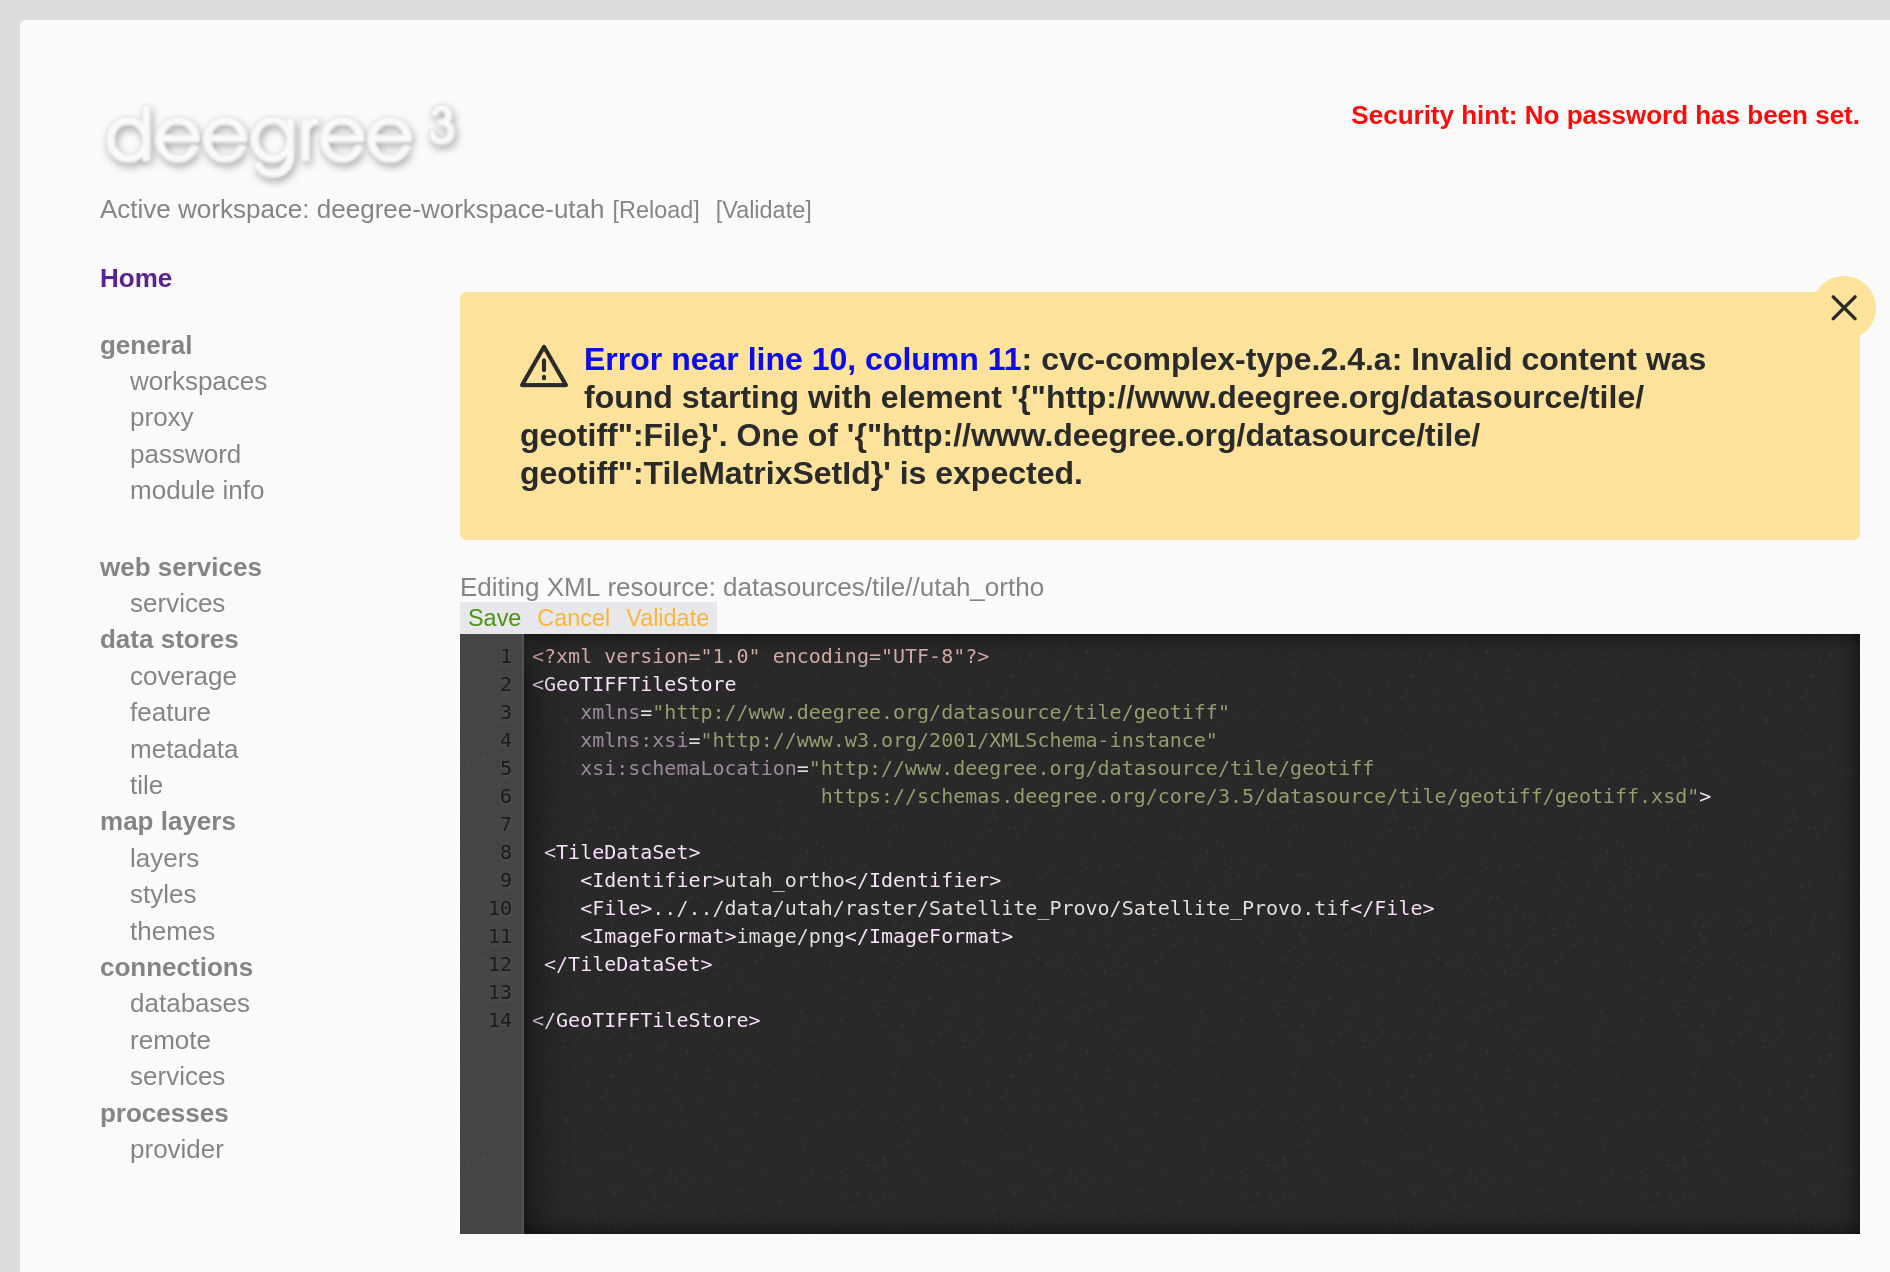 deegree 3
Security hint: No password has been set.
Active workspace: deegree-workspace-utah [Reload] [Validate]
Home
general
workspaces
proxy
password
module info
web services
services
data stores
coverage
feature
metadata
tile
map layers
layers
styles
themes
connections
databases
remote
services
processes
provider
Error near line 10, column 11: cvc-complex-type.2.4.a: Invalid content was
found starting with element '{"http://www.deegree.org/datasource/tile/
geotiff":File}'. One of '{"http://www.deegree.org/datasource/tile/
geotiff":TileMatrixSetId}' is expected.
Editing XML resource: datasources/tile//utah_ortho
Save Cancel Validate
1 <?xml version="1.0" encoding="UTF-8"?>
2 <GeoTIFFTileStore
3     xmlns="http://www.deegree.org/datasource/tile/geotiff"
4     xmlns:xsi="http://www.w3.org/2001/XMLSchema-instance"
5     xsi:schemaLocation="http://www.deegree.org/datasource/tile/geotiff
6                         https://schemas.deegree.org/core/3.5/datasource/tile/geotiff/geotiff.xsd">
7
8  <TileDataSet>
9     <Identifier>utah_ortho</Identifier>
10     <File>../../data/utah/raster/Satellite_Provo/Satellite_Provo.tif</File>
11     <ImageFormat>image/png</ImageFormat>
12  </TileDataSet>
13
14 </GeoTIFFTileStore>